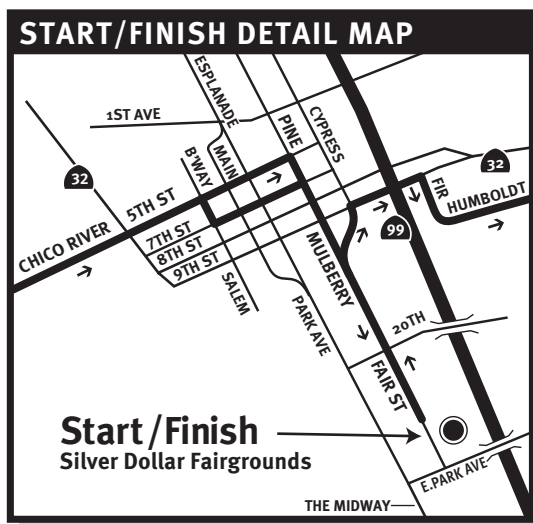 START/FINISH DETAIL MAP
ESPLANADE
1ST AVE
PINE
CYPRESS
B'WAY
MAIN
32
32
5TH ST
FIR
HUMBOLDT
CHICO RIVER
7TH ST
8TH ST
9TH ST
99
MULBERRY
SALEM
PARK AVE
20TH
FAIR ST
Start/Finish
Silver Dollar Fairgrounds
E.PARK AVE
THE MIDWAY